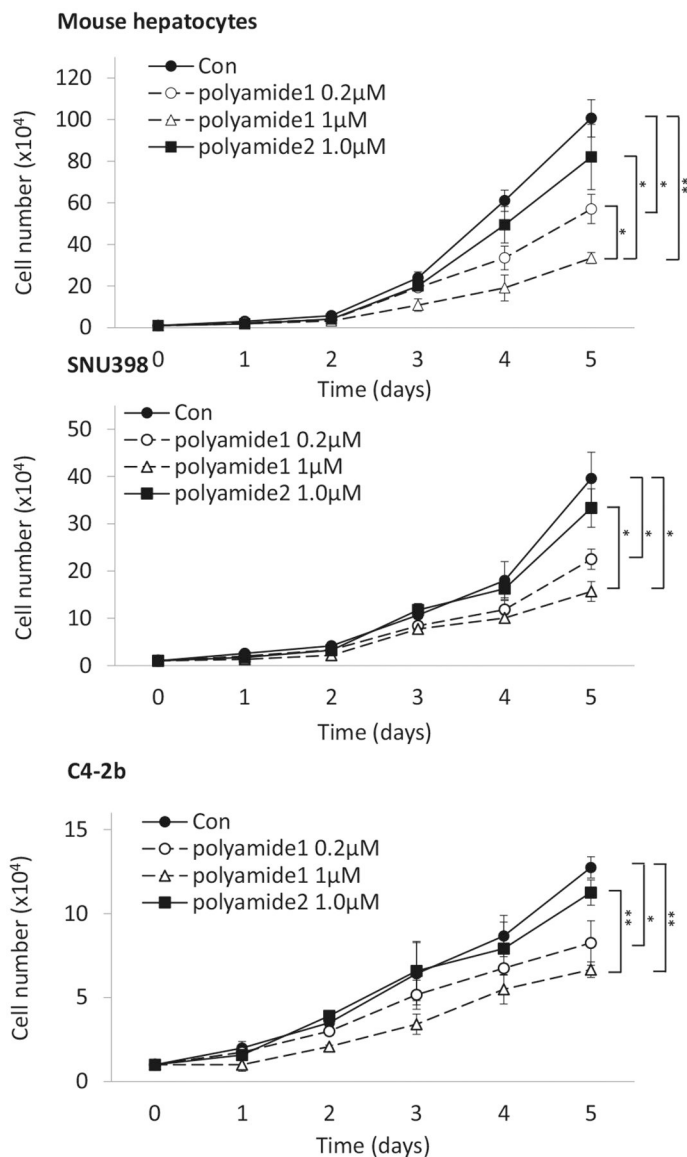 Mouse hepatocytes
Cell number (x10⁴)
120
100
80
60
40
20
0
Con
polyamide1 0.2μM
polyamide1 1μM
polyamide2 1.0μM
*
*
*
**
0 1 2 3 4 5
Time (days)
SNU398
Cell number (x10⁴)
50
40
30
20
10
0
Con
polyamide1 0.2μM
polyamide1 1μM
polyamide2 1.0μM
*
*
*
0 1 2 3 4 5
Time (days)
C4-2b
Cell number (x10⁴)
15
10
5
0
Con
polyamide1 0.2μM
polyamide1 1μM
polyamide2 1.0μM
**
*
**
0 1 2 3 4 5
Time (days)